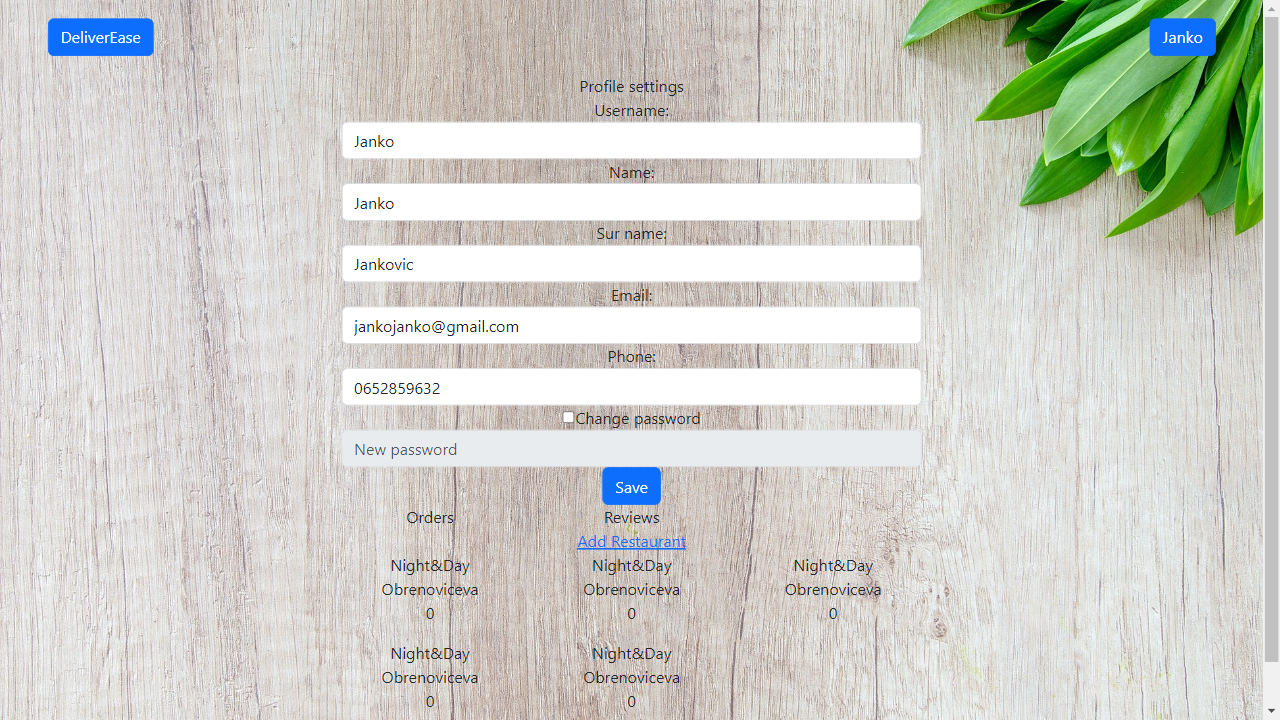 DeliverEase
Janko
Profile settings
Username:
Janko
Name:
Janko
Sur name:
Jankovic
Email:
jankojanko@gmail.com
Phone:
0652859632
Change password
New password
Save
Orders
Reviews
Add Restaurant
Night&Day
Obrenoviceva
0
Night&Day
Obrenoviceva
0
Night&Day
Obrenoviceva
0
Night&Day
Obrenoviceva
0
Night&Day
Obrenoviceva
0